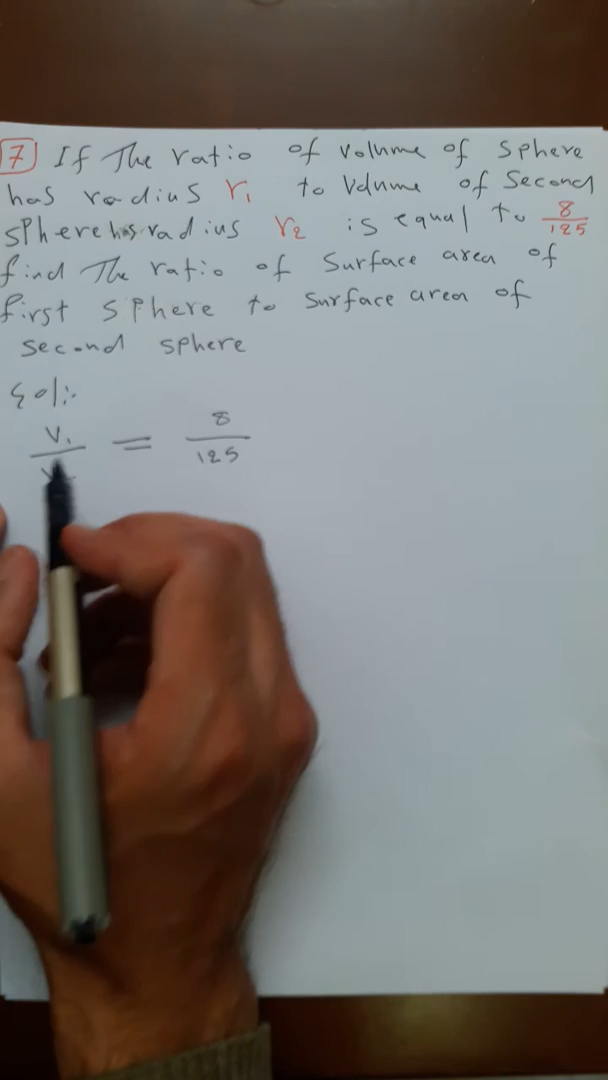 7 If The ratio of volume of sphere
has radius r₁ to Volume of Second
sphere has radius r₂ is equal to 8/125
find The ratio of Surface area of
first sphere to surface area of
second sphere
Sol:-
V₁/V₂ = 8/125